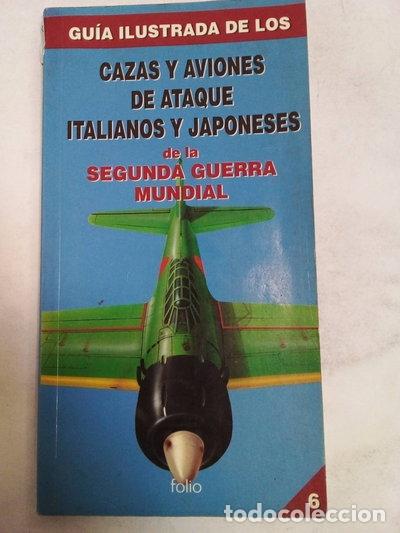 GUÍA ILUSTRADA DE LOS
CAZAS Y AVIONES
DE ATAQUE
ITALIANOS Y JAPONESES
de la
SEGUNDA GUERRA
MUNDIAL
folio
6
todocoleccion